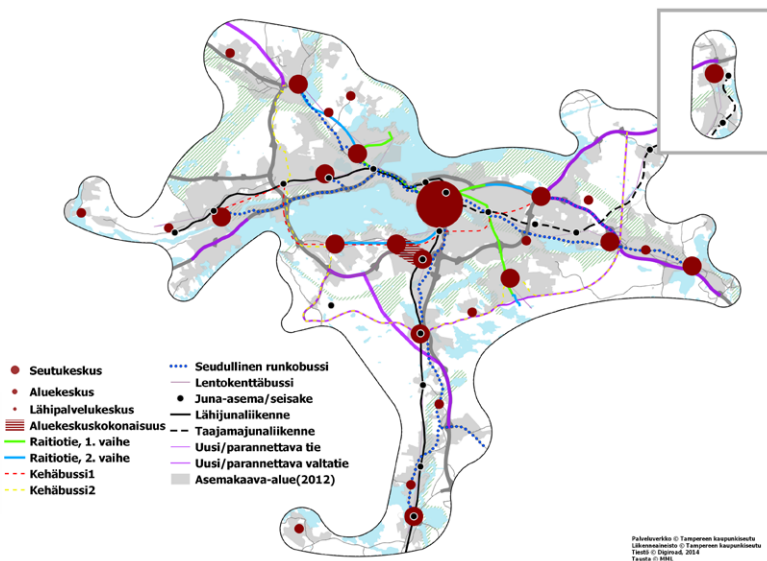 Seutukeskus
Aluekeskus
Lähipalvelukeskus
Aluekeskuskokonaisuus
Raitiotie, 1. vaihe
Raitiotie, 2. vaihe
Kehäbussi1
Kehäbussi2
Seudullinen runkobussi
Lentokenttäbussi
Juna-asema/seisake
Lähijunaliikenne
Taajamajunaliikenne
Uusi/parannettava tie
Uusi/parannettava valtatie
Asemakaava-alue(2012)
Palveluverkko © Tampereen kaupunkiseutu
Liikenneaineisto © Tampereen kaupunkiseutu
Tiestö © Digiroad, 2014
Tausta © MML